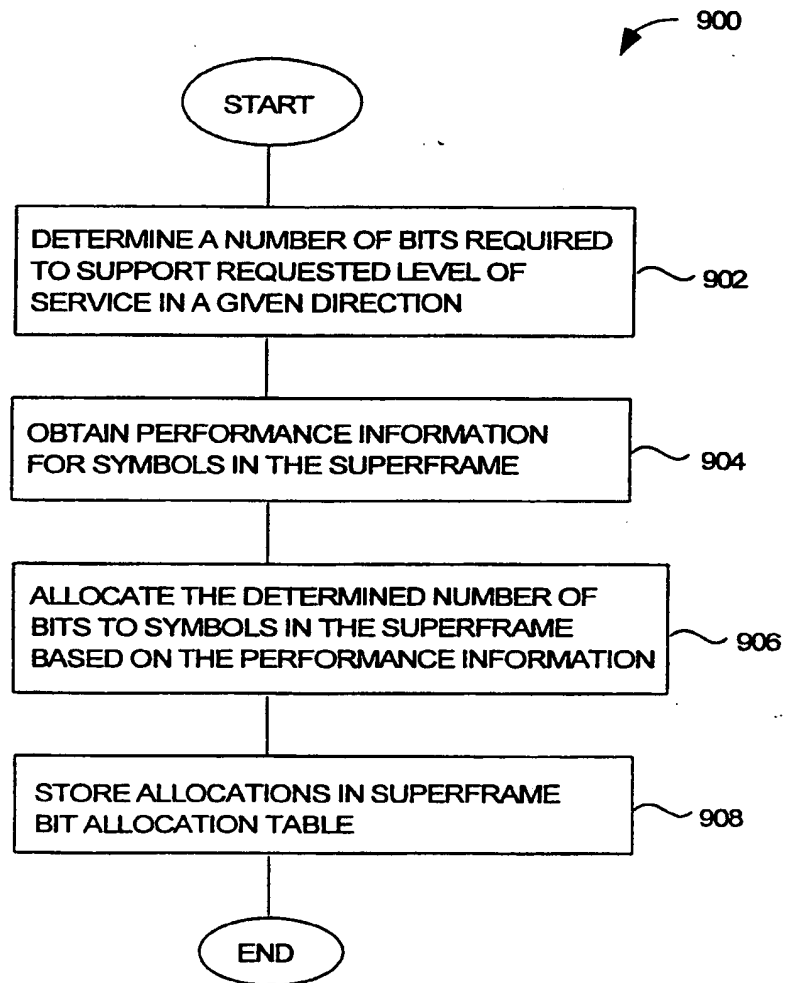 900
START
DETERMINE A NUMBER OF BITS REQUIRED
TO SUPPORT REQUESTED LEVEL OF
SERVICE IN A GIVEN DIRECTION
902
OBTAIN PERFORMANCE INFORMATION
FOR SYMBOLS IN THE SUPERFRAME
904
ALLOCATE THE DETERMINED NUMBER OF
BITS TO SYMBOLS IN THE SUPERFRAME
BASED ON THE PERFORMANCE INFORMATION
906
STORE ALLOCATIONS IN SUPERFRAME
BIT ALLOCATION TABLE
908
END